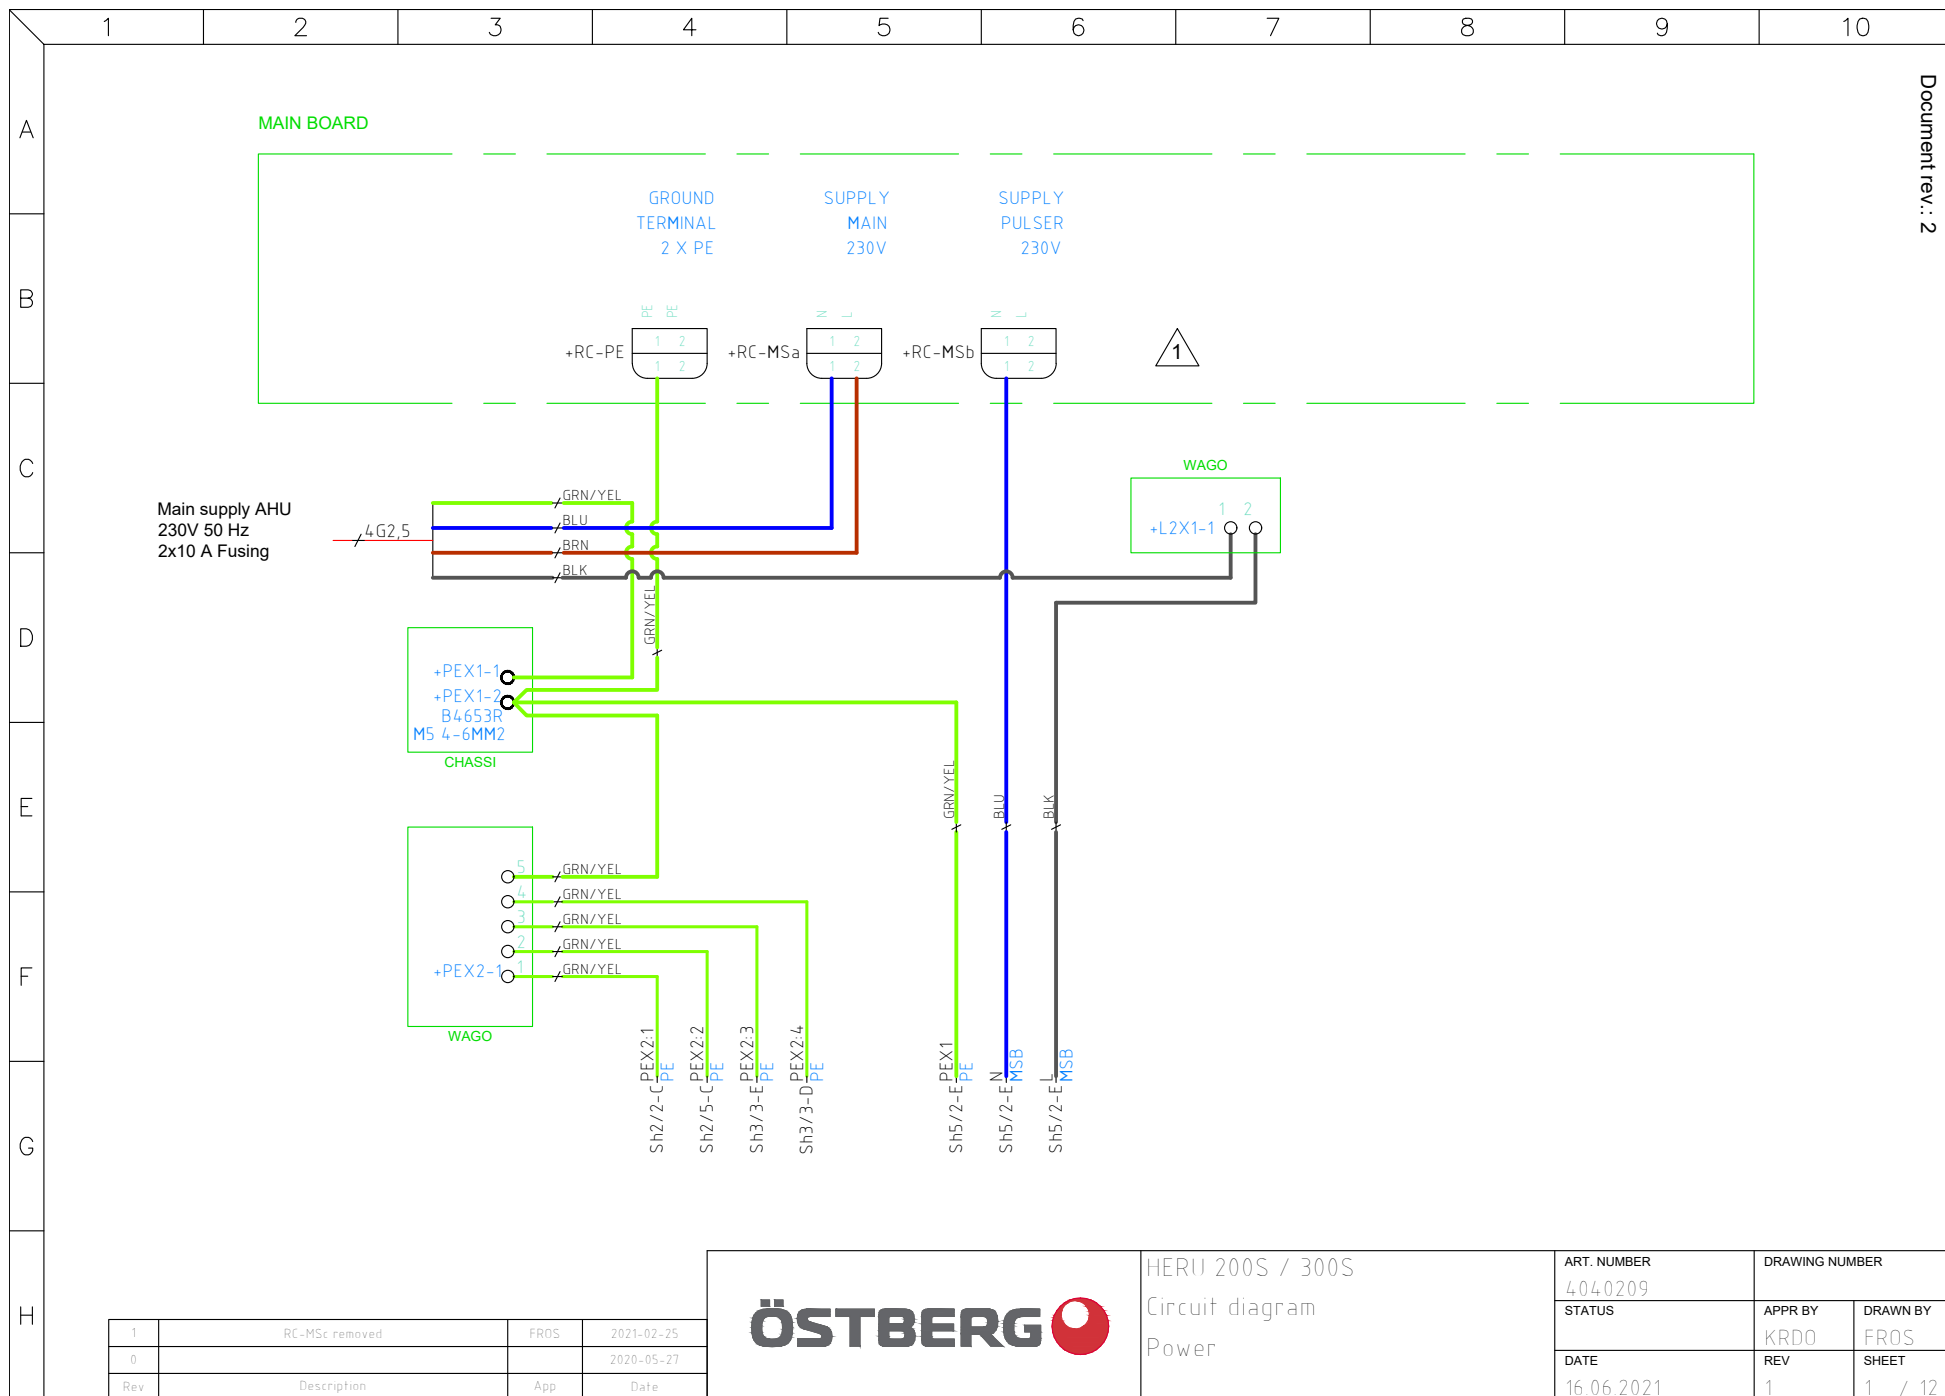 1 2 3 4 5 6 7 8 9 10
Document rev.: 2
A
B
C
D
E
F
G
H
MAIN BOARD
GROUND
TERMINAL
2 X PE
SUPPLY
MAIN
230V
SUPPLY
PULSER
230V
PE PE
N L
N L
+RC-PE
1 2
1 2
+RC-MSa
1 2
1 2
+RC-MSb
1 2
1 2
1
WAGO
1 2
+L2X1-1
Main supply AHU
230V 50 Hz
2x10 A Fusing
4G2,5
GRN/YEL
BLU
BRN
BLK
GRN/YEL
+PEX1-1
+PEX1-2
B4653R
M5 4-6MM2
CHASSI
GRN/YEL
BLU
BLK
5
GRN/YEL
4
GRN/YEL
3
GRN/YEL
2
GRN/YEL
+PEX2-1
1
GRN/YEL
WAGO
PEX2:1
PE
Sh2/2-C
PEX2:2
PE
Sh2/5-C
PEX2:3
PE
Sh3/3-E
PEX2:4
PE
Sh3/3-D
PEX1
PE
Sh5/2-E
N
MSB
Sh5/2-E
L
MSB
Sh5/2-E
1 RC-MSc removed FROS 2021-02-25
0 2020-05-27
Rev Description App Date
ÖSTBERG
HERU 200S / 300S
Circuit diagram
Power
ART. NUMBER
4040209
DRAWING NUMBER
STATUS
APPR BY
KRDO
DRAWN BY
FROS
DATE
16.06.2021
REV
1
SHEET
1 / 12